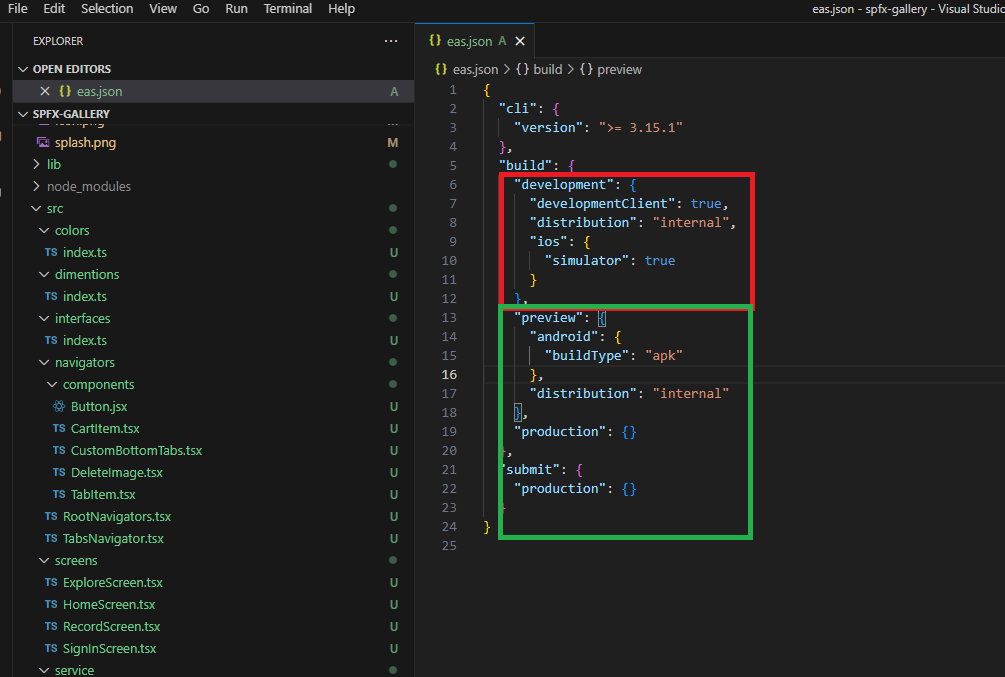 File Edit Selection View Go Run Terminal Help
eas.json - spfx-gallery - Visual Studio
EXPLORER ...
OPEN EDITORS
{} eas.json A
SPFX-GALLERY
splash.png M
lib
node_modules
src
colors
TS index.ts U
dimentions
TS index.ts U
interfaces
TS index.ts U
navigators
components
Button.jsx U
TS CartItem.tsx U
TS CustomBottomTabs.tsx U
TS DeleteImage.tsx U
TS TabItem.tsx U
TS RootNavigators.tsx U
TS TabsNavigator.tsx U
screens
TS ExploreScreen.tsx U
TS HomeScreen.tsx U
TS RecordScreen.tsx U
TS SignInScreen.tsx U
service
{} eas.json A
{} eas.json > {} build > {} preview
1 {
2 "cli": {
3 "version": ">= 3.15.1"
4 },
5 "build": {
6 "development": {
7 "developmentClient": true,
8 "distribution": "internal",
9 "ios": {
10 "simulator": true
11 }
12 },
13 "preview": {
14 "android": {
15 "buildType": "apk"
16 },
17 "distribution": "internal"
18 },
19 "production": {}
20 },
21 "submit": {
22 "production": {}
23 }
24 }
25